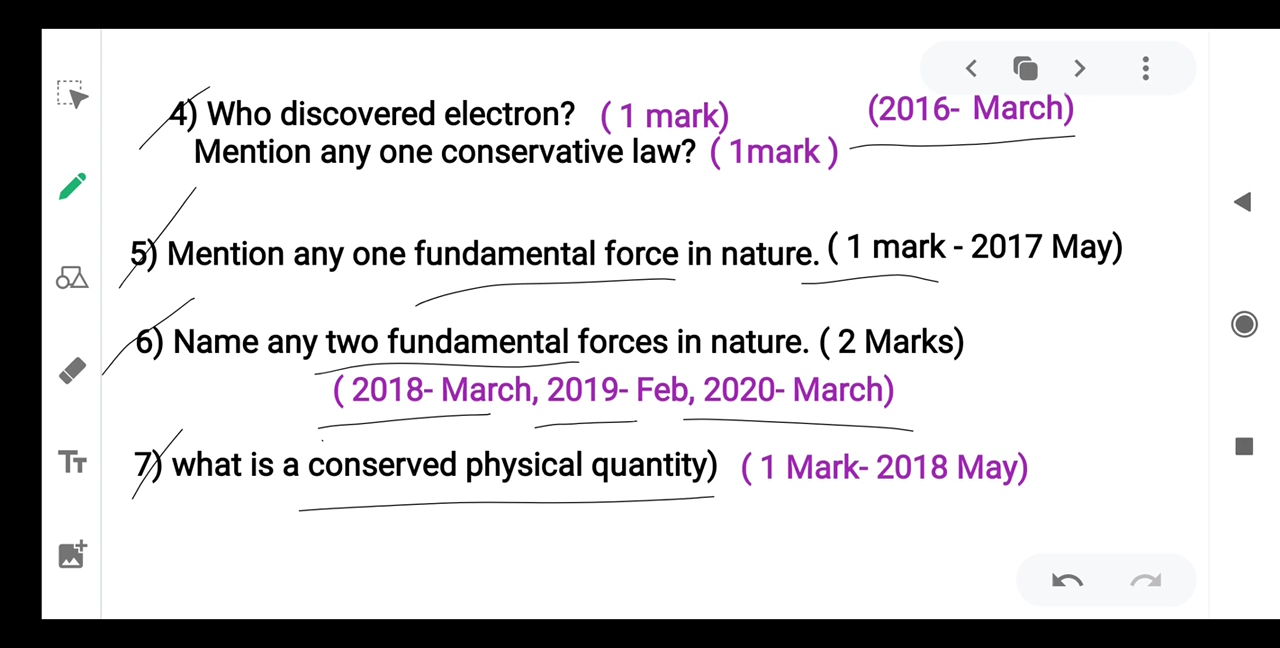 4) Who discovered electron? ( 1 mark) (2016- March)
Mention any one conservative law? ( 1mark )
5) Mention any one fundamental force in nature. ( 1 mark - 2017 May)
6) Name any two fundamental forces in nature. ( 2 Marks)
( 2018- March, 2019- Feb, 2020- March)
7) what is a conserved physical quantity) ( 1 Mark- 2018 May)
Tт